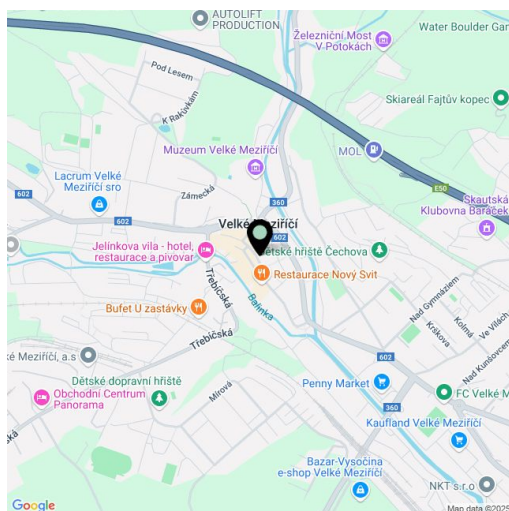 AUTOLIFT
PRODUCTION
Železniční Most
V Potokách
Water Boulder Gar
Pod Lesem
K Rakůvkám
Skiareál Fajtův kopec
MOL
Muzeum Velké Meziříčí
E50
Skautská
Klubovna Baráček
Lacrum Velké
Meziříčí sro
Zámecká
360
602
602
Velké Meziříčí
602
Jelínkova vila - hotel,
restaurace a pivovar
Dětské hřiště Čechova
Restaurace Nový Svit
Třebíčská
Balinka
Nad Gymnáziem
Bufet U zastávky
Krškova
Kolmá
Ve Vilách
Třebíčská
Nad Kunšovcem
ké Meziříčí, a.s
602
Dětské dopravní hřiště
Mírová
Penny Market
Obchodní Centrum
Panorama
FC Velké M
360
Kaufland Velké Meziříčí
Bazar-Vysočina
e-shop Velké Meziříčí
NKT s.r.o
Google
Map data ©2025